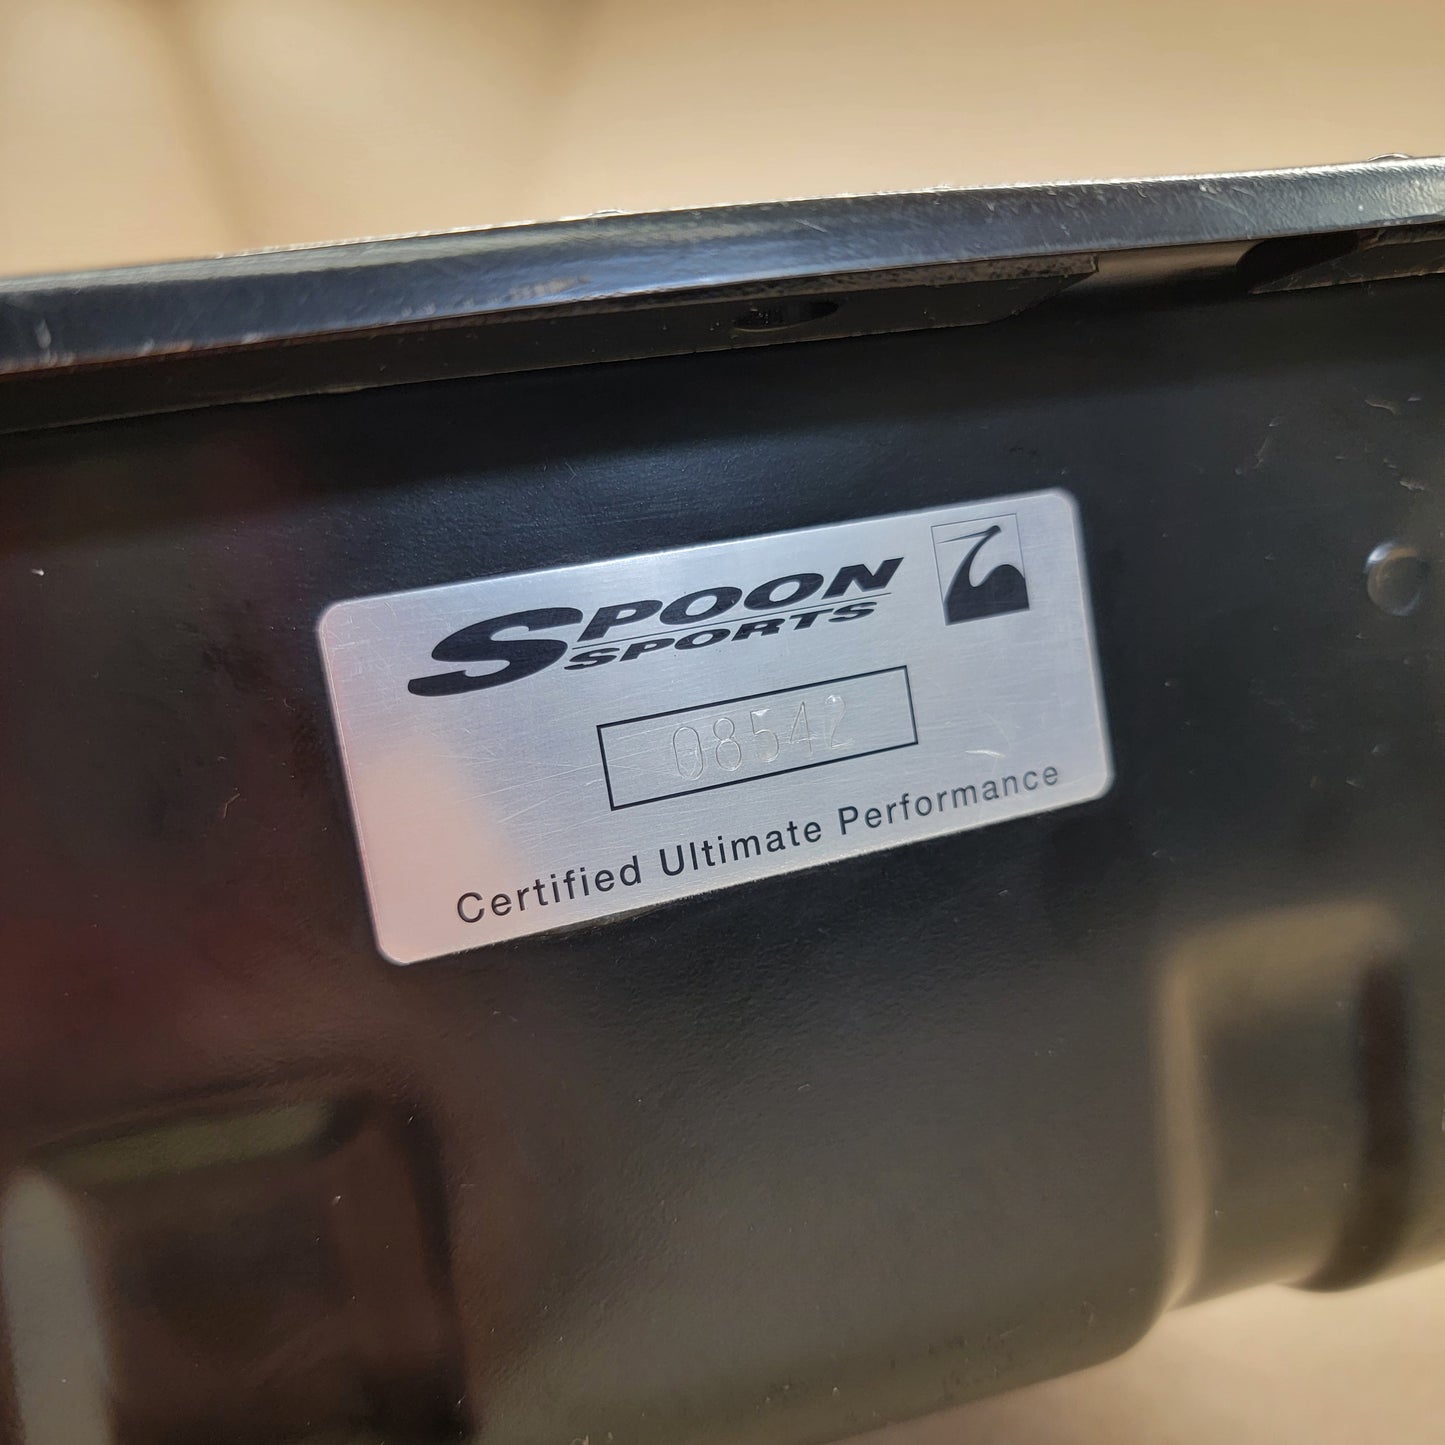 SPOON
SPORTS
08542
Certified Ultimate Performance